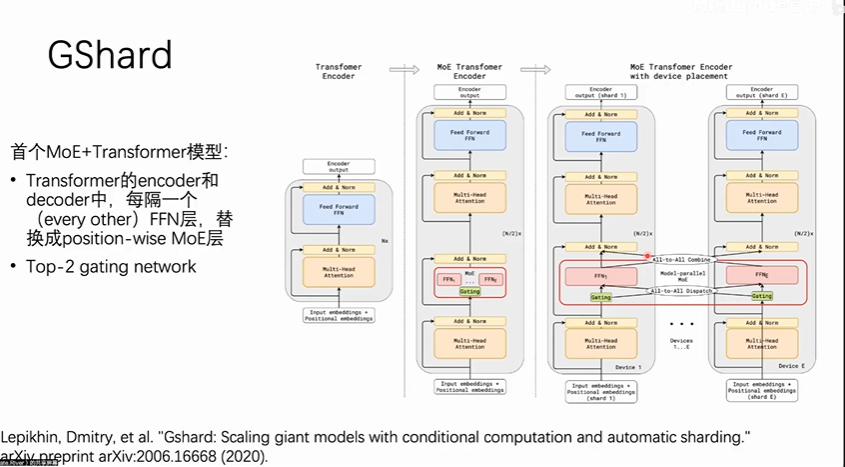 GShard
首个MoE+Transformer模型：
• Transformer的encoder和
decoder中，每隔一个
（every other）FFN层，替
换成position-wise MoE层
• Top-2 gating network
Transfomer
Encoder
Encoder
output
Add & Norm
Feed Forward
FFN
Nx
Add & Norm
Multi-Head
Attention
Input embeddings +
Positional embeddings
MoE Transfomer
Encoder
Encoder
output
Add & Norm
Feed Forward
FFN
Add & Norm
Multi-Head
Attention
(N/2)x
Add & Norm
MoE
FFN₁ ... FFNE
Gating
Add & Norm
Multi-Head
Attention
Input embeddings +
Positional embeddings
MoE Transfomer Encoder
with device placement
Encoder
output (shard 1)
Add & Norm
Feed Forward
FFN
Add & Norm
Multi-Head
Attention
(N/2)x
Add & Norm
FFN₁
Gating
Add & Norm
Multi-Head
Attention
Device 1
Input embeddings +
Positional embeddings
(shard 1)
All-to-All Combine
Model-parallel
MoE
All-to-All Dispatch
• • •
Devices
1...E
Encoder
output (shard E)
Add & Norm
Feed Forward
FFN
Add & Norm
Multi-Head
Attention
(N/2)x
Add & Norm
FFNE
Gating
Add & Norm
Multi-Head
Attention
Device E
Input embeddings +
Positional embeddings
(shard E)
Lepikhin, Dmitry, et al. "Gshard: Scaling giant models with conditional computation and automatic sharding."
arXiv preprint arXiv:2006.16668 (2020).